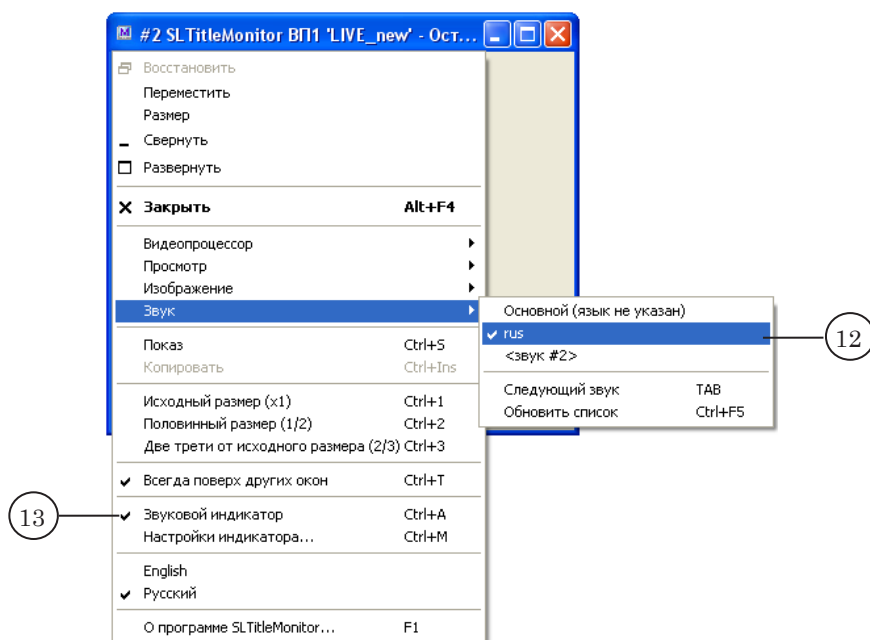 #2 SLTitleMonitor ВП1 'LIVE_new' - Ост...
Восстановить
Переместить
Размер
Свернуть
Развернуть
Закрыть Alt+F4
Видеопроцессор
Просмотр
Изображение
Звук
Основной (язык не указан)
rus
12
<звук #2>
Следующий звук TAB
Обновить список Ctrl+F5
Показ Ctrl+S
Копировать Ctrl+Ins
Исходный размер (x1) Ctrl+1
Половинный размер (1/2) Ctrl+2
Две трети от исходного размера (2/3) Ctrl+3
Всегда поверх других окон Ctrl+T
13
Звуковой индикатор Ctrl+A
Настройки индикатора... Ctrl+M
English
Русский
О программе SLTitleMonitor... F1